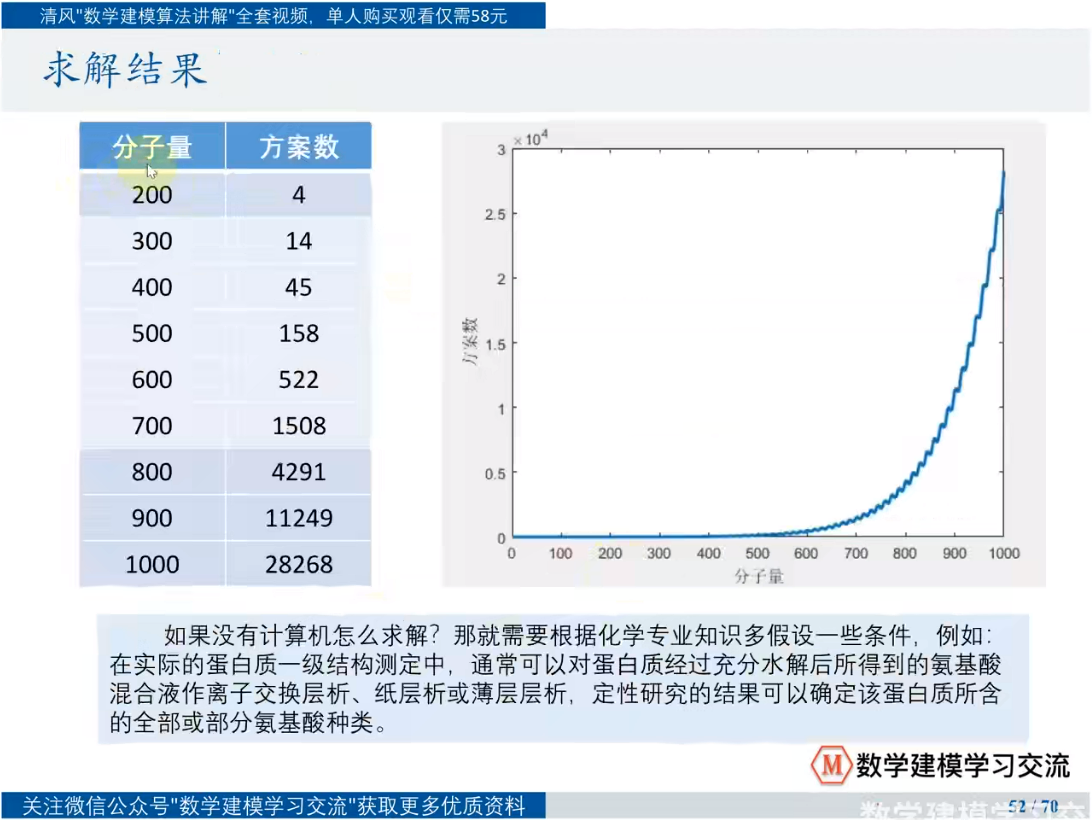 清风"数学建模算法讲解"全套视频，单人购买观看仅需58元
求解结果
分子量 方案数
200 4
300 14
400 45
500 158
600 522
700 1508
800 4291
900 11249
1000 28268
×10⁴
3
2.5
2
1.5
1
0.5
0
方案数
0 100 200 300 400 500 600 700 800 900 1000
分子量
如果没有计算机怎么求解？那就需要根据化学专业知识多假设一些条件，例如：
在实际的蛋白质一级结构测定中，通常可以对蛋白质经过充分水解后所得到的氨基酸
混合液作离子交换层析、纸层析或薄层层析，定性研究的结果可以确定该蛋白质所含
的全部或部分氨基酸种类。
M 数学建模学习交流
关注微信公众号"数学建模学习交流"获取更多优质资料
52 / 70
数学建模学习交